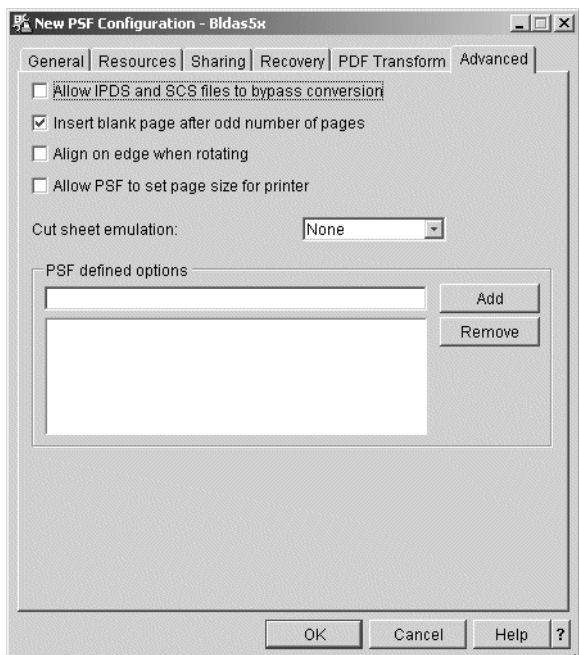 New PSF Configuration - Bldas5x
General Resources Sharing Recovery PDF Transform Advanced
Allow IPDS and SCS files to bypass conversion
Insert blank page after odd number of pages
Align on edge when rotating
Allow PSF to set page size for printer
Cut sheet emulation: None
PSF defined options
Add
Remove
OK Cancel Help ?